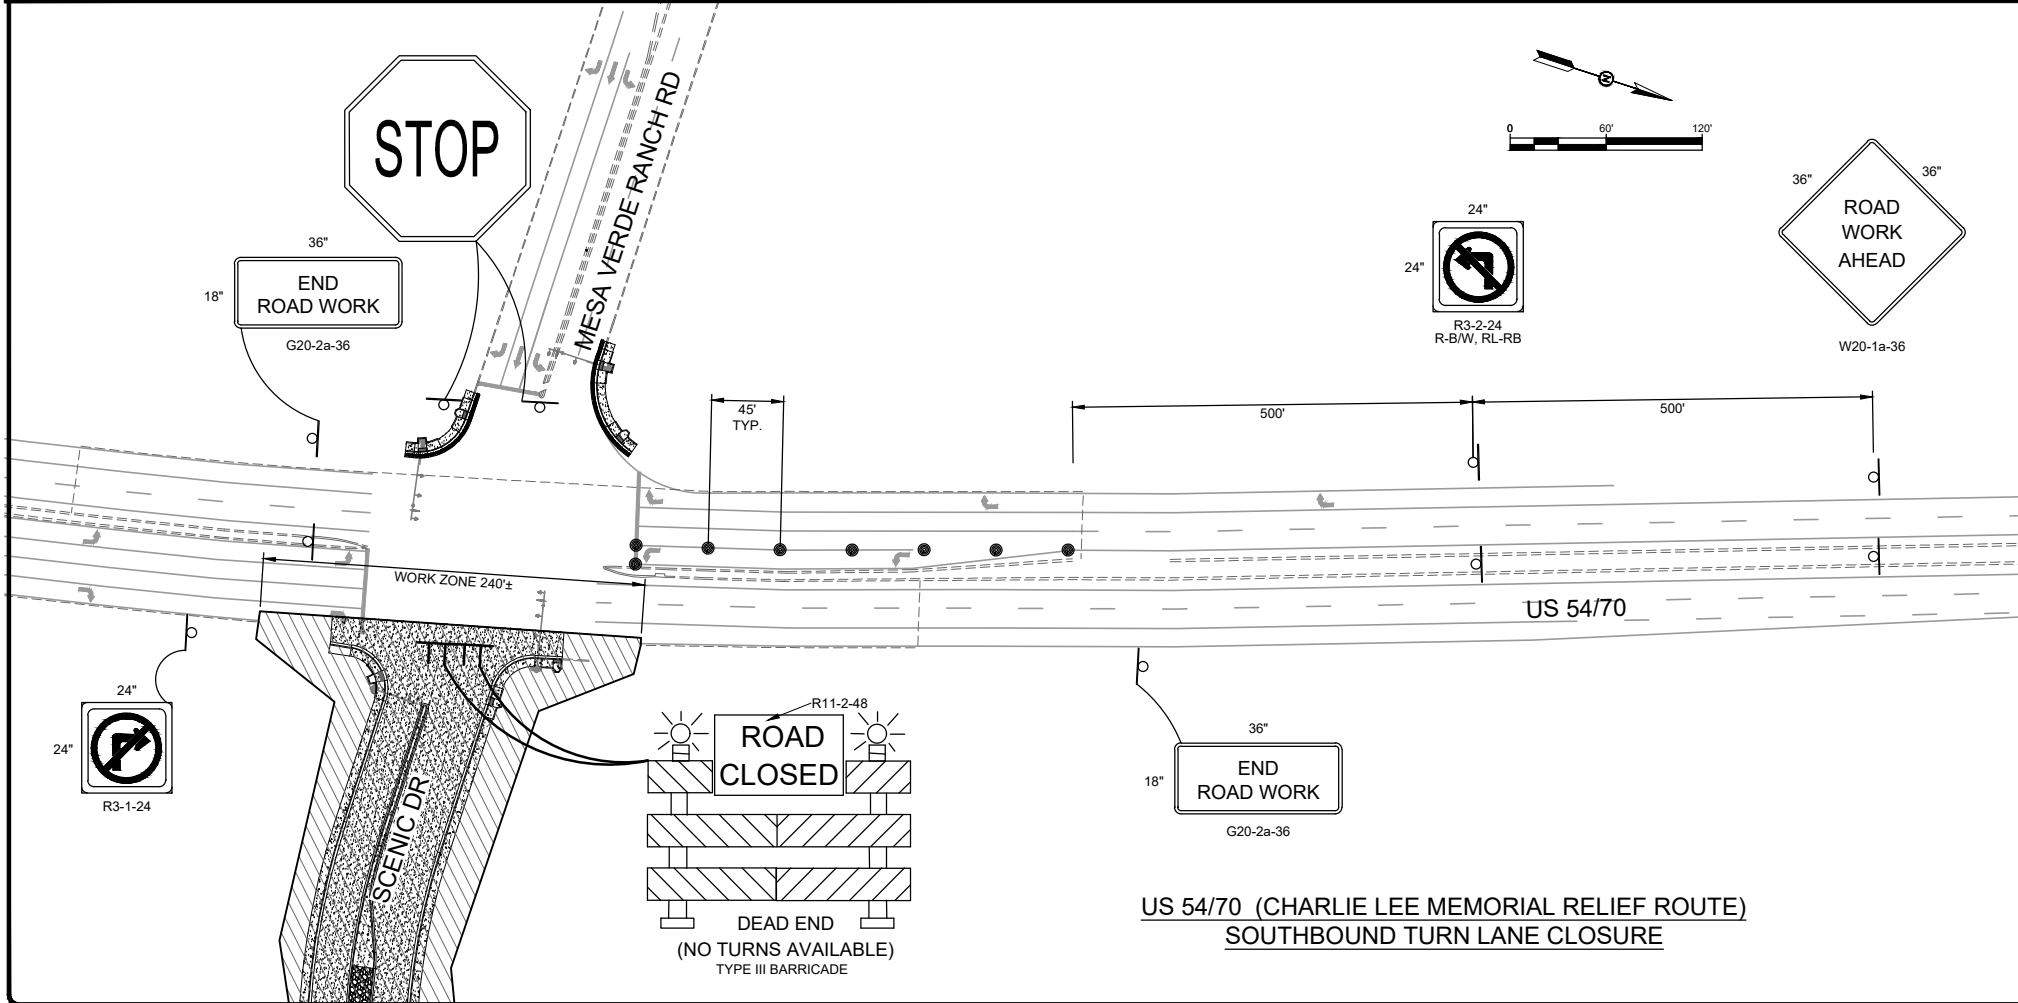 STOP
MESA VERDE RANCH RD
36"
18"
END
ROAD WORK
G20-2a-36
0
60'
120'
24"
24"
R3-2-24
R-B/W, RL-RB
36"
36"
ROAD
WORK
AHEAD
W20-1a-36
45'
TYP.
500'
500'
WORK ZONE 240'±
US 54/70
24"
24"
R3-1-24
SCENIC DR
R11-2-48
ROAD
CLOSED
DEAD END
(NO TURNS AVAILABLE)
TYPE III BARRICADE
36"
18"
END
ROAD WORK
G20-2a-36
US 54/70 (CHARLIE LEE MEMORIAL RELIEF ROUTE)
SOUTHBOUND TURN LANE CLOSURE